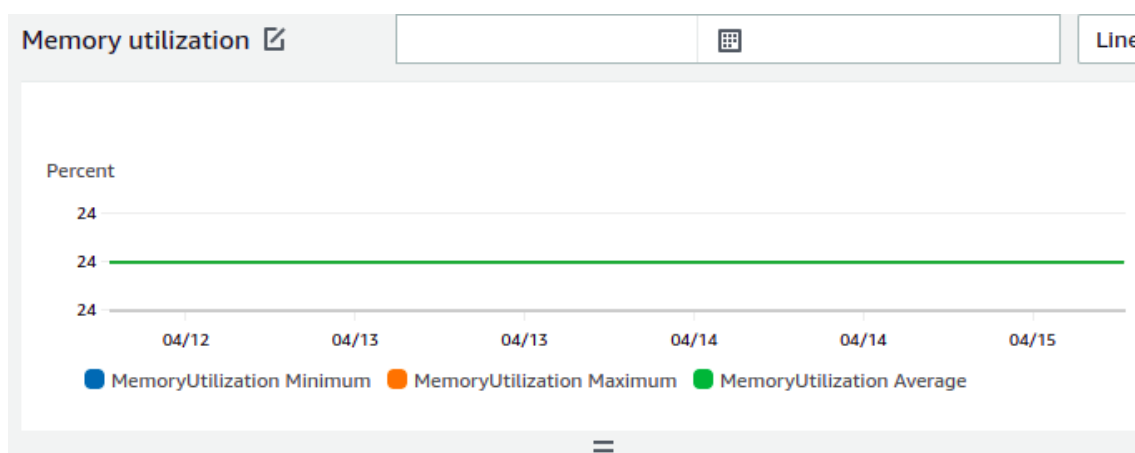 Memory utilization
Line
Percent
24
24
24
04/12 04/13 04/13 04/14 04/14 04/15
MemoryUtilization Minimum MemoryUtilization Maximum MemoryUtilization Average